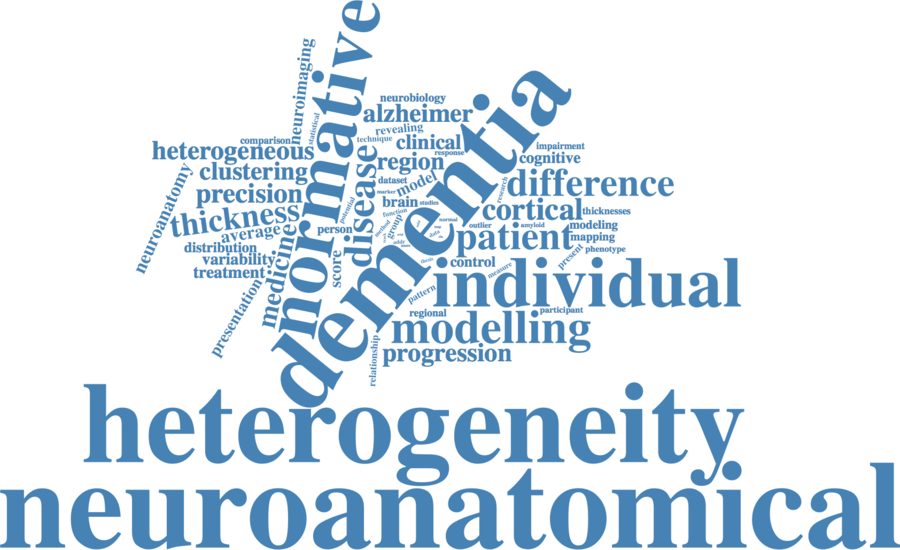 neuroimaging
normative
dementia
neurobiology
alzheimer
revealing
statistical
technique
comparison
clinical
response
heterogeneous
region
impairment
cognitive
clustering
disease
dataset
model
research
difference
precision
marker
brain
studies
potential
neuroanatomy
thickness
function
group
normal
cortical
thicknesses
average
person
method
outlier
amyloid
modeling
patient
mapping
distribution
addr
phenotype
variability
medicine
control
present
treatment
score
measure
individual
presentation
pattern
regional
participant
modelling
relationship
progression
heterogeneity
neuroanatomical